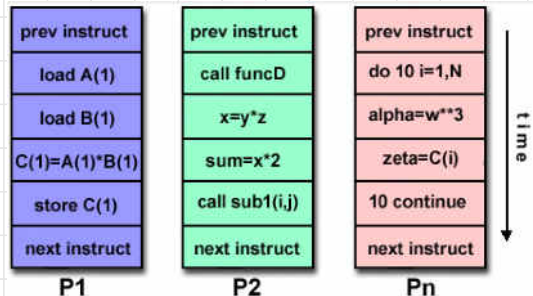 prev instruct
load A(1)
load B(1)
C(1)=A(1)*B(1)
store C(1)
next instruct
P1
prev instruct
call funcD
x=y*z
sum=x*2
call sub1(i,j)
next instruct
P2
prev instruct
do 10 i=1,N
alpha=w**3
zeta=C(i)
10 continue
next instruct
Pn
time